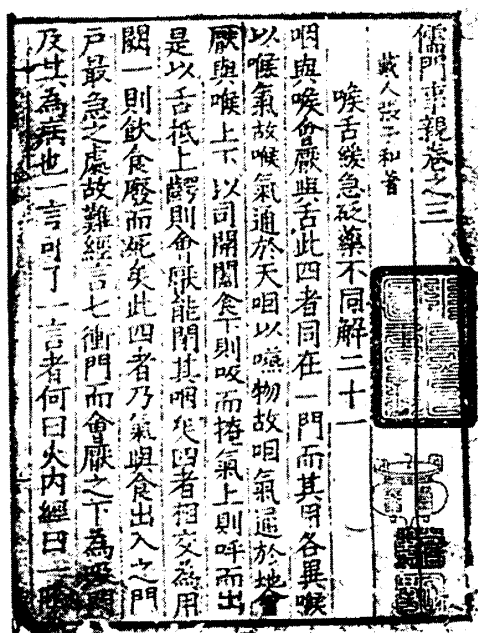 儒門事親卷之三
戴人張子和著
喉舌緩急砭藥不同解二十一
咽與喉會厭與舌此四者同在一門而其用各異喉
以候氣故喉氣通於天咽以嚥物故咽氣通於地會
厭與喉上下以司開闔食下則吸而掩氣上則呼而出
是以舌抵上齶則會厭能閉其咽矣四者相交為用
闕一則飲食廢而死矣此四者乃氣與食出入之門
戶最急之處故難經言七衝門而會厭之下為吸門
及其為病也一言可了一言者何曰火內經曰一陰